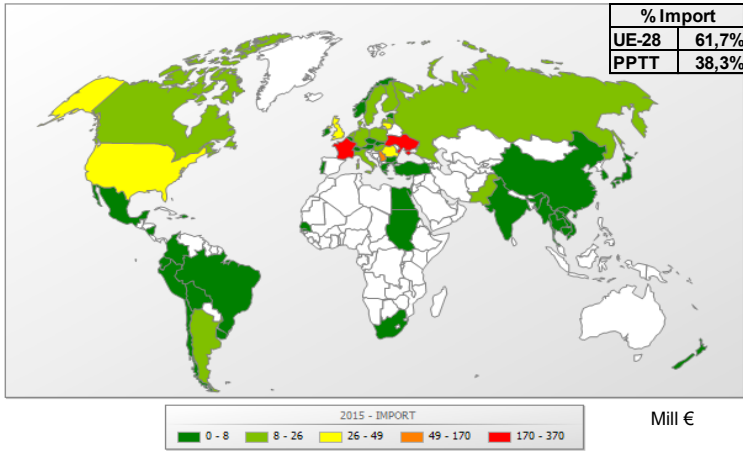 % Import
UE-28 61,7%
PPTT 38,3%
2015 - IMPORT
0 - 8 8 - 26 26 - 49 49 - 170 170 - 370
Mill €